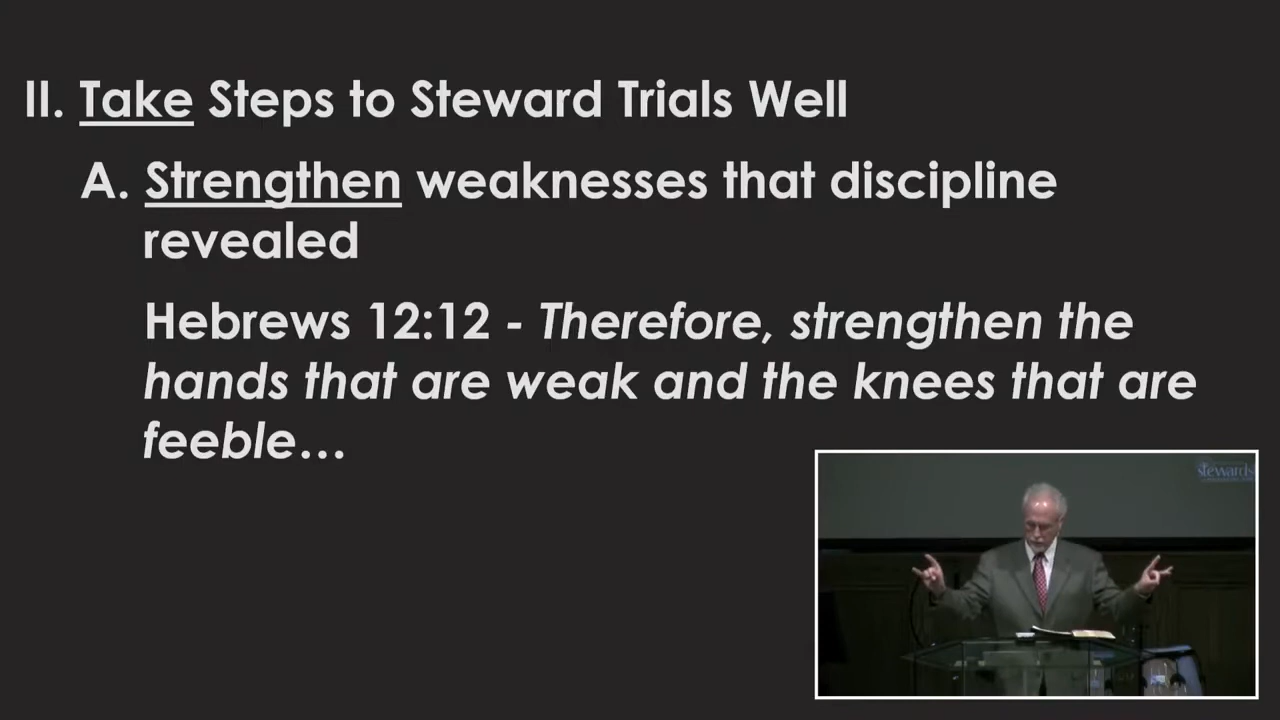 II. Take Steps to Steward Trials Well
A. Strengthen weaknesses that discipline
revealed
Hebrews 12:12 - Therefore, strengthen the
hands that are weak and the knees that are
feeble...
stewards